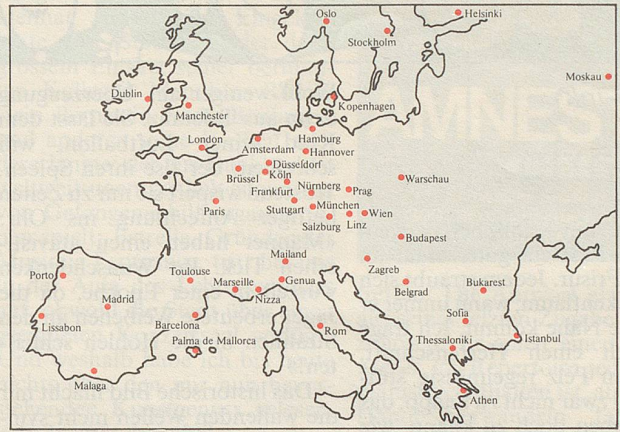 Oslo
Helsinki
Stockholm
Moskau
Dublin
Kopenhagen
Manchester
London
Hamburg
Amsterdam
Hannover
Düsseldorf
Brüssel
Köln
Warschau
Frankfurt
Nürnberg
Prag
Paris
Stuttgart
München
Wien
Salzburg
Linz
Budapest
Mailand
Zagreb
Porto
Toulouse
Marseille
Genua
Belgrad
Bukarest
Madrid
Nizza
Lissabon
Barcelona
Rom
Sofia
Istanbul
Palma de Mallorca
Thessaloniki
Malaga
Athen